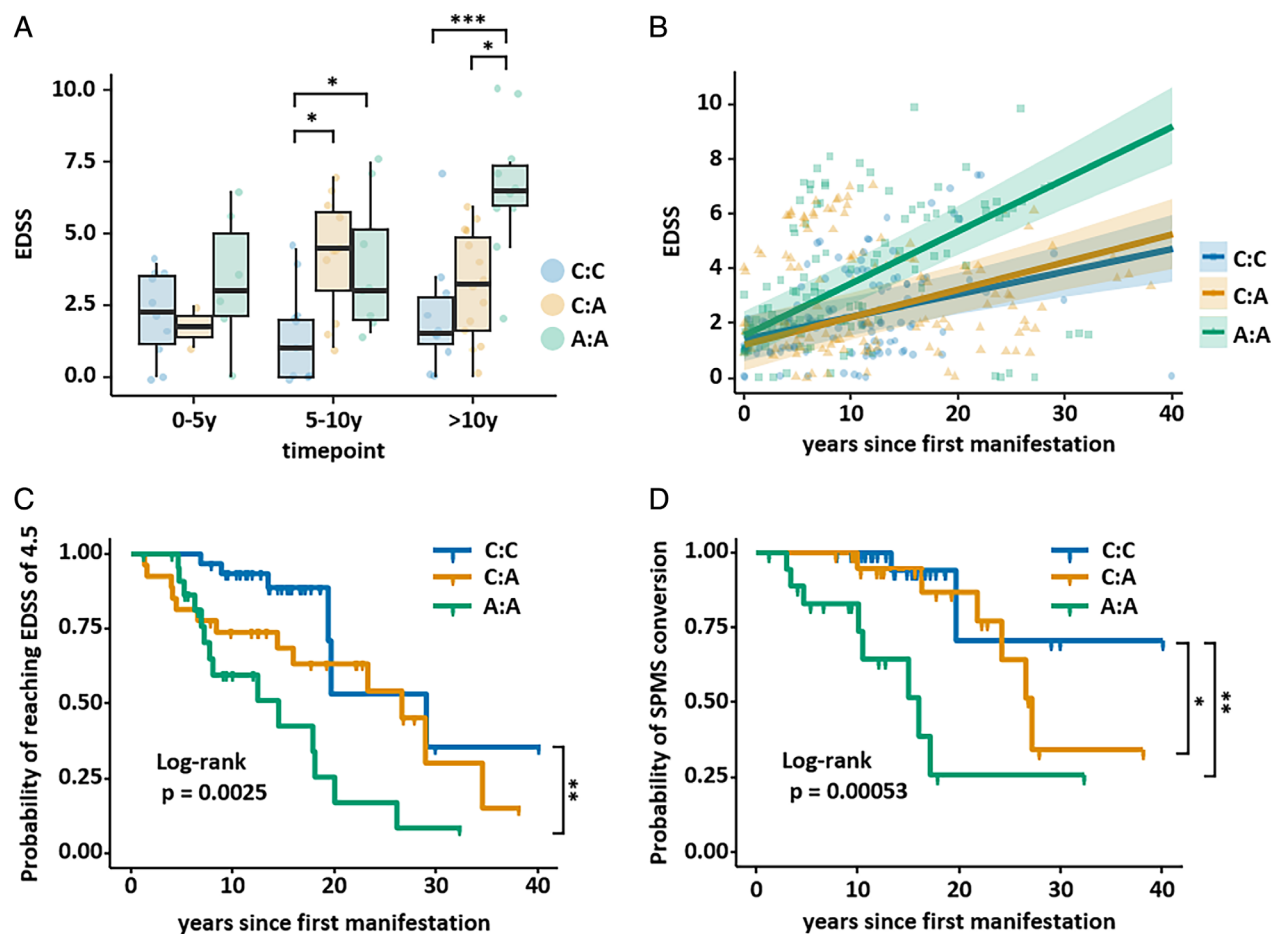 A
***
*
*
*
10.0
7.5
5.0
2.5
0.0
EDSS
C:C
C:A
A:A
0-5y
5-10y
>10y
timepoint
B
10
8
6
4
2
0
EDSS
C:C
C:A
A:A
0
10
20
30
40
years since first manifestation
C
Probability of reaching EDSS of 4.5
1.00
0.75
0.50
0.25
0.00
C:C
C:A
A:A
Log-rank
p = 0.0025
**
0
10
20
30
40
years since first manifestation
D
Probability of SPMS conversion
1.00
0.75
0.50
0.25
0.00
C:C
C:A
A:A
Log-rank
p = 0.00053
*
**
0
10
20
30
40
years since first manifestation